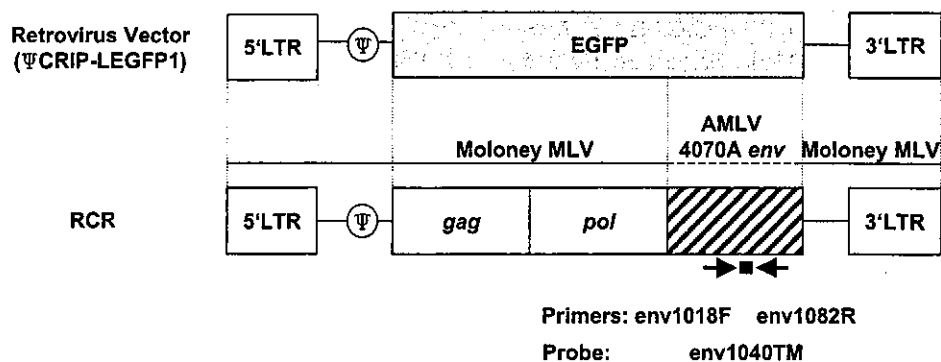 Retrovirus Vector
(ΨCRIP-LEGFP1)
5‘LTR Ψ EGFP 3‘LTR
AMLV
4070A env
Moloney MLV Moloney MLV
RCR
5‘LTR Ψ gag pol 3‘LTR
Primers: env1018F env1082R
Probe: env1040TM